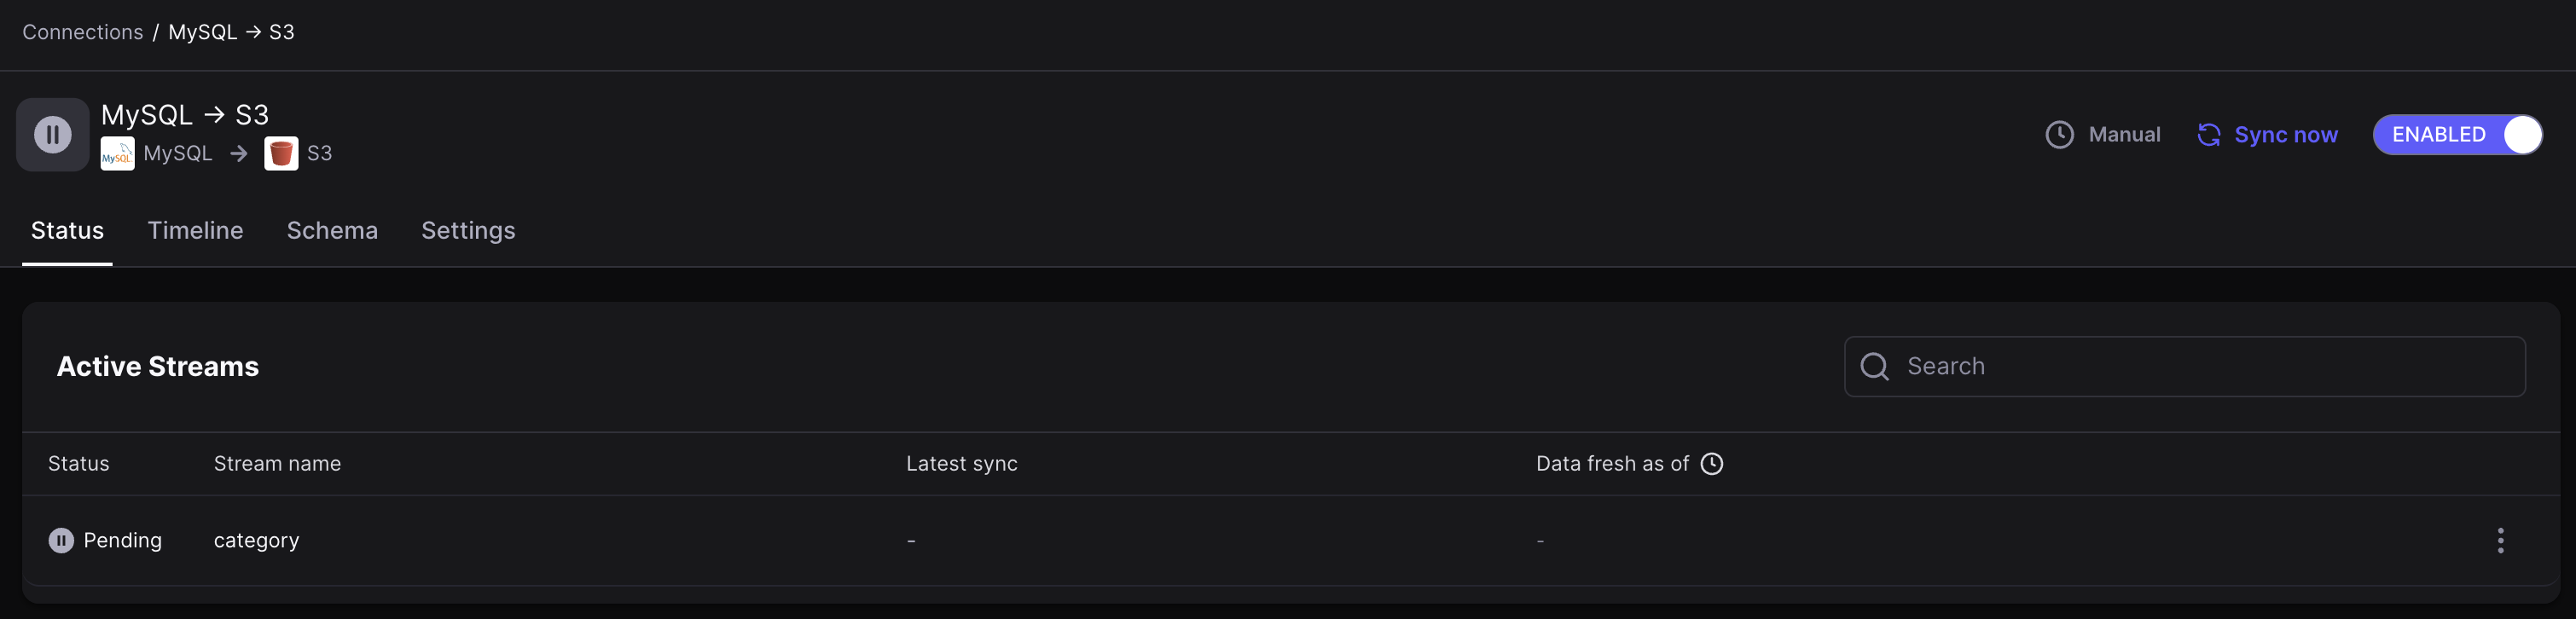 Connections / MySQL → S3
MySQL → S3
MySQL MySQL → S3
Manual Sync now ENABLED
Status Timeline Schema Settings
Active Streams
Search
Status Stream name Latest sync Data fresh as of
Pending category - -